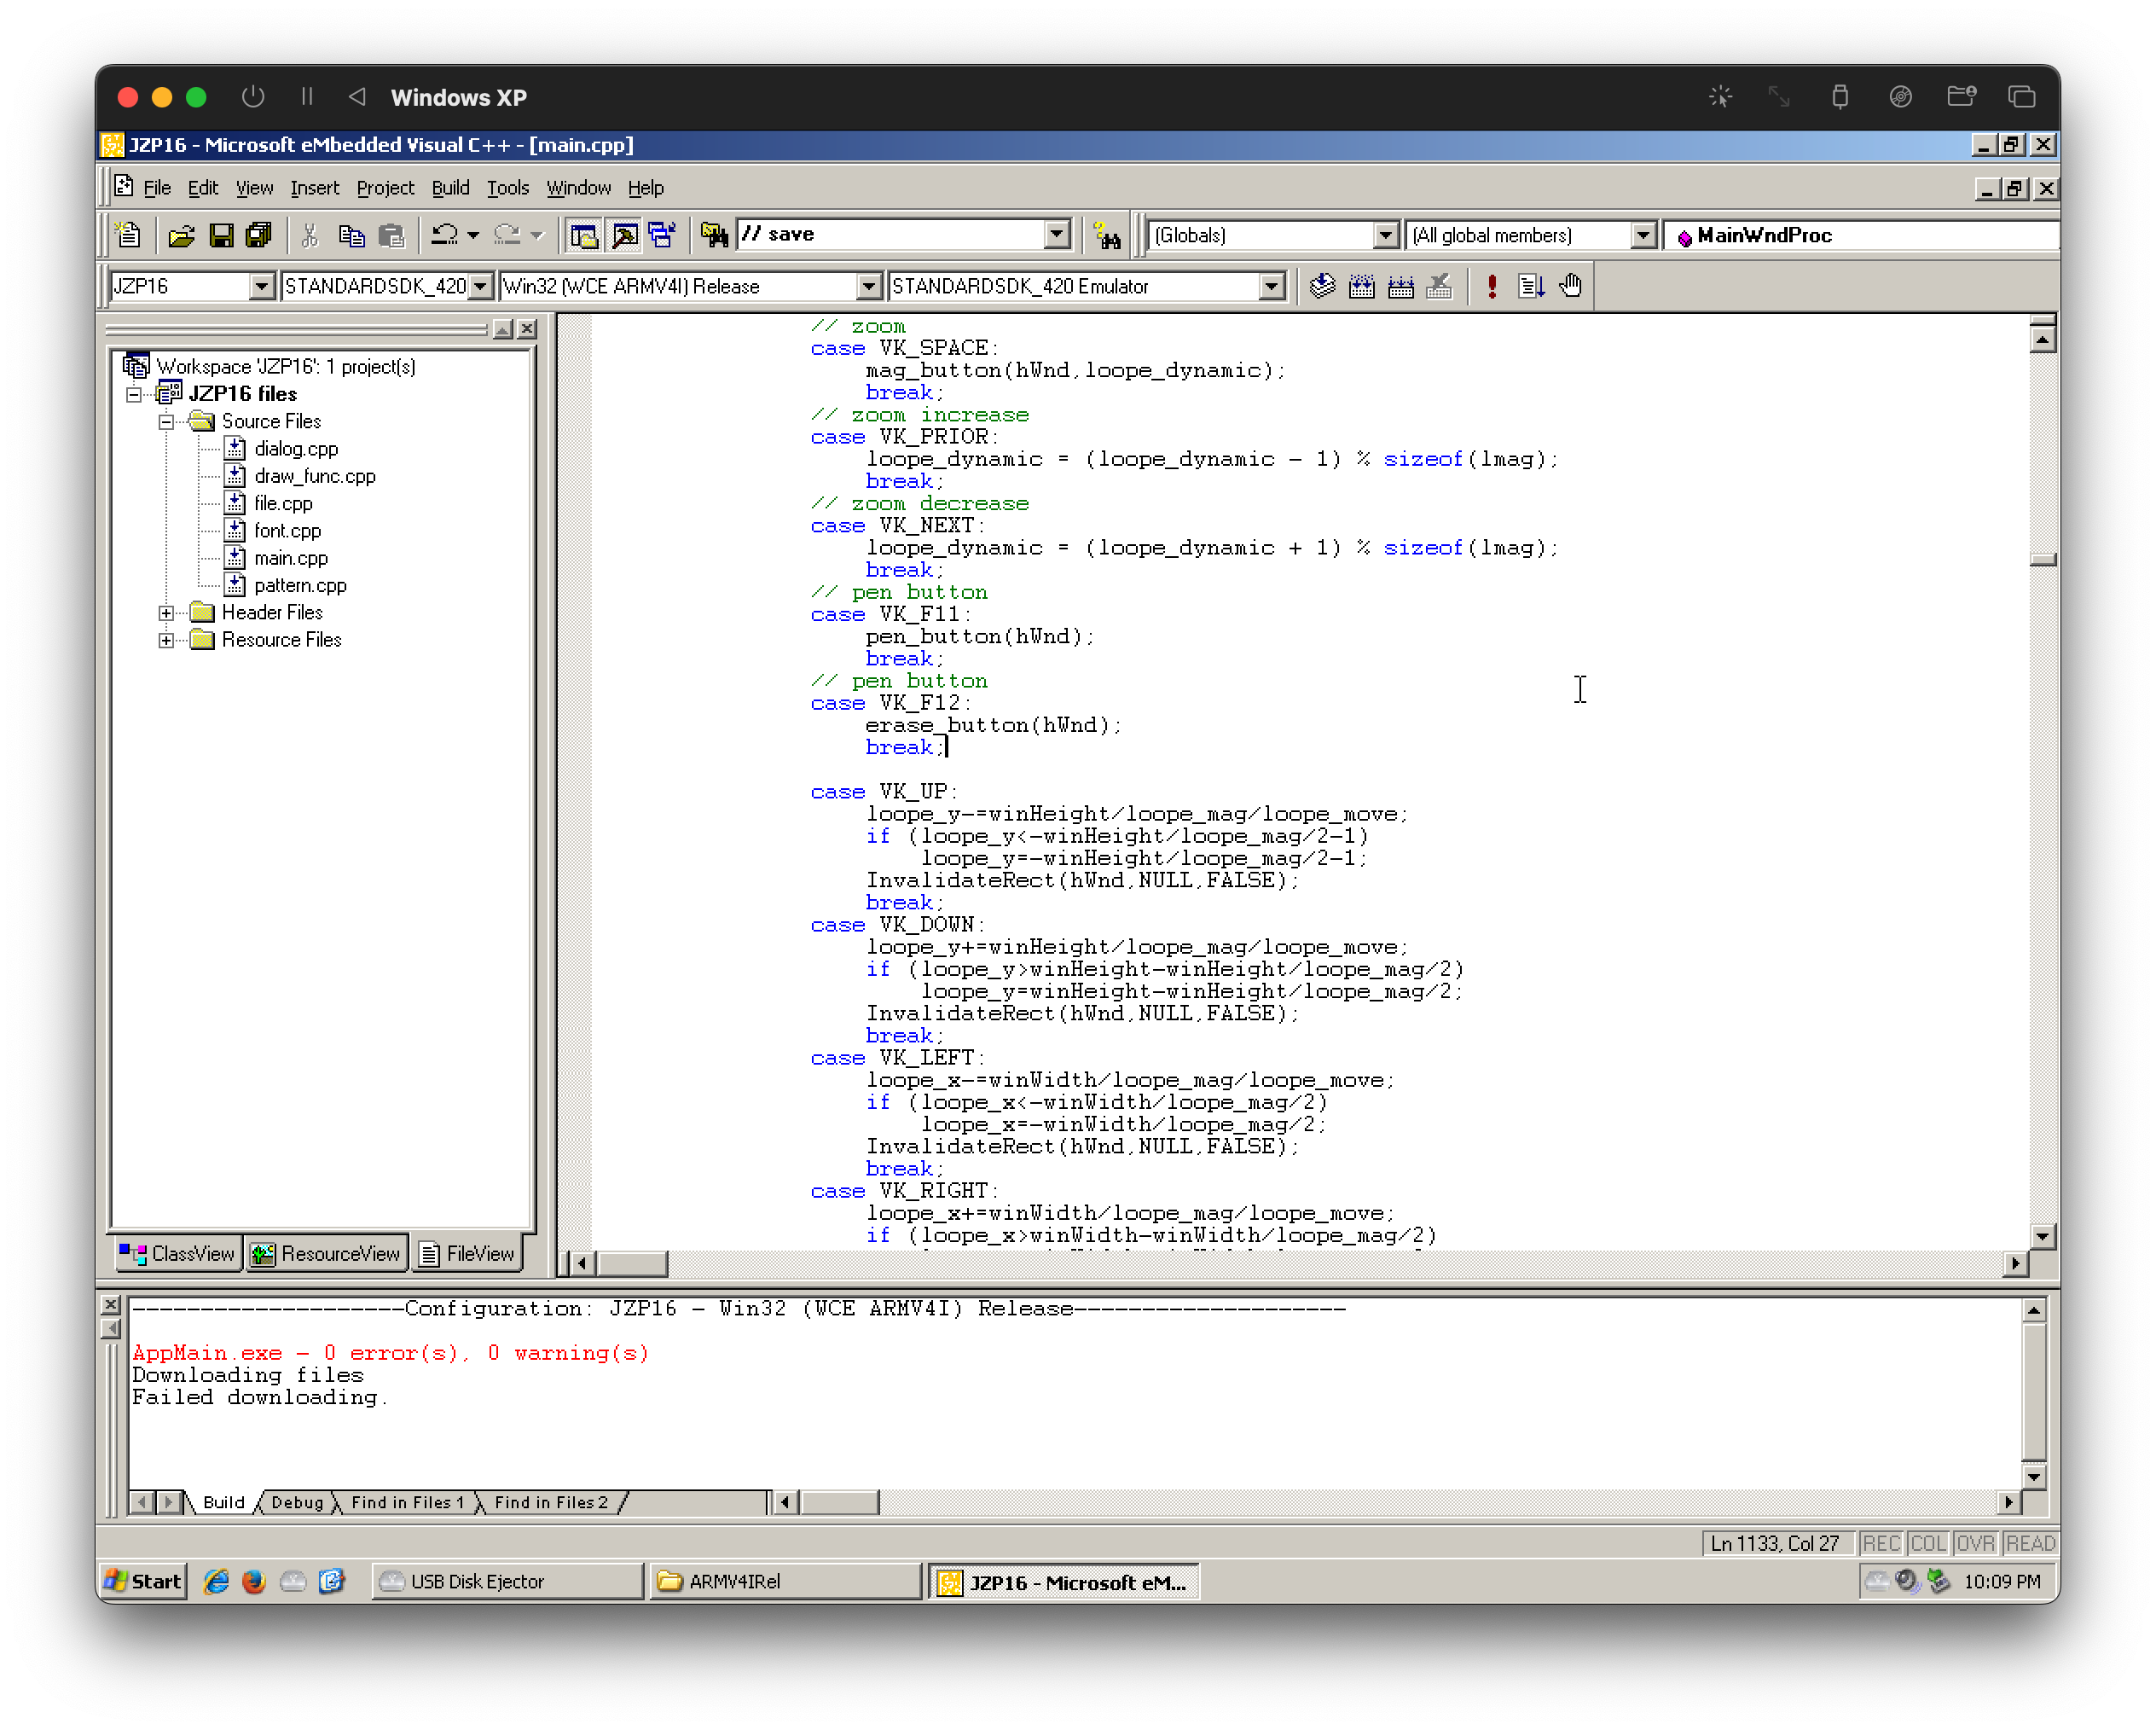 Windows XP
JZP16 - Microsoft eMbedded Visual C++ - [main.cpp]
File Edit View Insert Project Build Tools Window Help
// save
(Globals)
(All global members)
MainWndProc
JZP16
STANDARDSDK_420
Win32 (WCE ARMV4I) Release
STANDARDSDK_420 Emulator
Workspace 'JZP16': 1 project(s)
JZP16 files
Source Files
dialog.cpp
draw_func.cpp
file.cpp
font.cpp
main.cpp
pattern.cpp
Header Files
Resource Files
ClassView
ResourceView
FileView
// zoom
case VK_SPACE:
mag_button(hWnd,loope_dynamic);
break;
// zoom increase
case VK_PRIOR:
loope_dynamic = (loope_dynamic - 1) % sizeof(lmag);
break;
// zoom decrease
case VK_NEXT:
loope_dynamic = (loope_dynamic + 1) % sizeof(lmag);
break;
// pen button
case VK_F11:
pen_button(hWnd);
break;
// pen button
case VK_F12:
erase_button(hWnd);
break;
case VK_UP:
loope_y-=winHeight/loope_mag/loope_move;
if (loope_y<-winHeight/loope_mag/2-1)
loope_y=-winHeight/loope_mag/2-1;
InvalidateRect(hWnd,NULL,FALSE);
break;
case VK_DOWN:
loope_y+=winHeight/loope_mag/loope_move;
if (loope_y>winHeight-winHeight/loope_mag/2)
loope_y=winHeight-winHeight/loope_mag/2;
InvalidateRect(hWnd,NULL,FALSE);
break;
case VK_LEFT:
loope_x-=winWidth/loope_mag/loope_move;
if (loope_x<-winWidth/loope_mag/2)
loope_x=-winWidth/loope_mag/2;
InvalidateRect(hWnd,NULL,FALSE);
break;
case VK_RIGHT:
loope_x+=winWidth/loope_mag/loope_move;
if (loope_x>winWidth-winWidth/loope_mag/2)
--------------------Configuration: JZP16 - Win32 (WCE ARMV4I) Release--------------------
AppMain.exe - 0 error(s), 0 warning(s)
Downloading files
Failed downloading.
Build Debug Find in Files 1 Find in Files 2
Ln 1133, Col 27 REC COL OVR READ
Start
USB Disk Ejector
ARMV4IRel
JZP16 - Microsoft eM...
10:09 PM